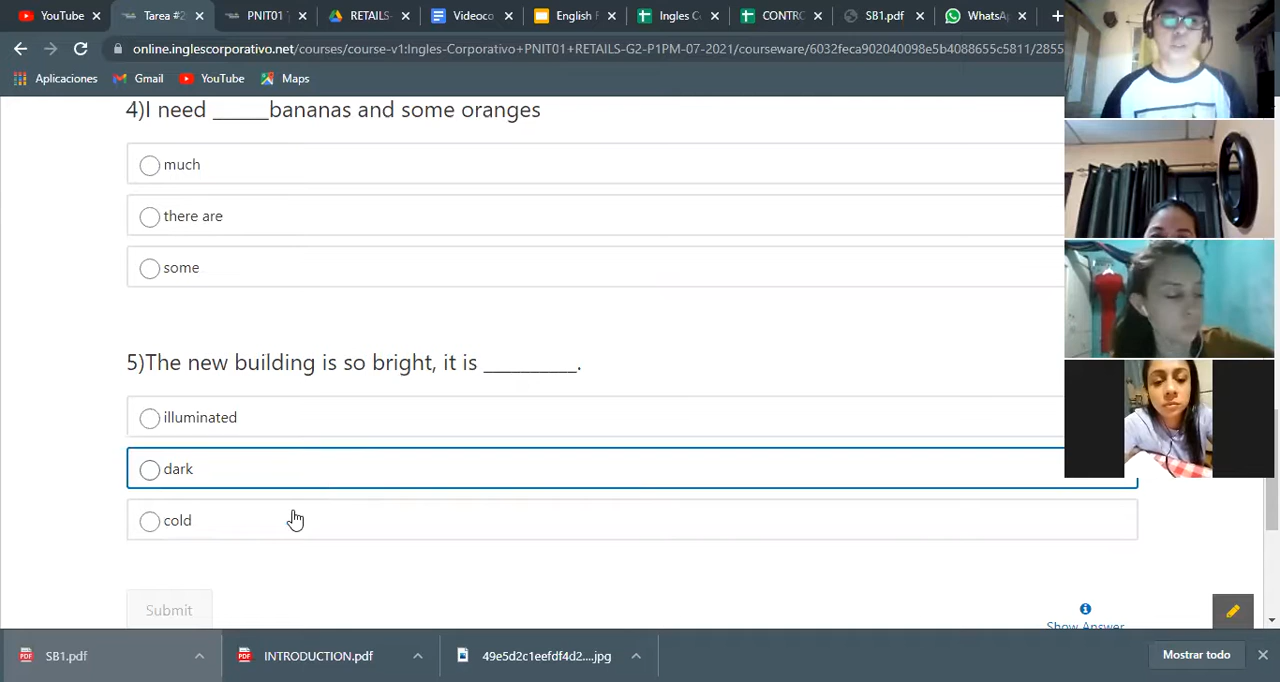 YouTube
Tarea #2
PNIT01
RETAILS-
Videoco
English F
Ingles Co
CONTRO
SB1.pdf
WhatsA
online.inglescorporativo.net/courses/course-v1:Ingles-Corporativo+PNIT01+RETAILS-G2-P1PM-07-2021/courseware/6032feca902040098e5b4088655c5811/2855
Aplicaciones
Gmail
YouTube
Maps
4)I need _____bananas and some oranges
much
there are
some
5)The new building is so bright, it is _________.
illuminated
dark
cold
Submit
Show Answer
SB1.pdf
INTRODUCTION.pdf
49e5d2c1eefdf4d2....jpg
Mostrar todo